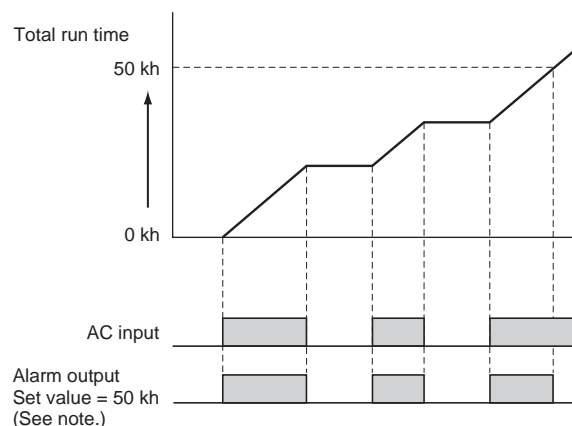 Total run time
50 kh
0 kh
AC input
Alarm output
Set value = 50 kh
(See note.)